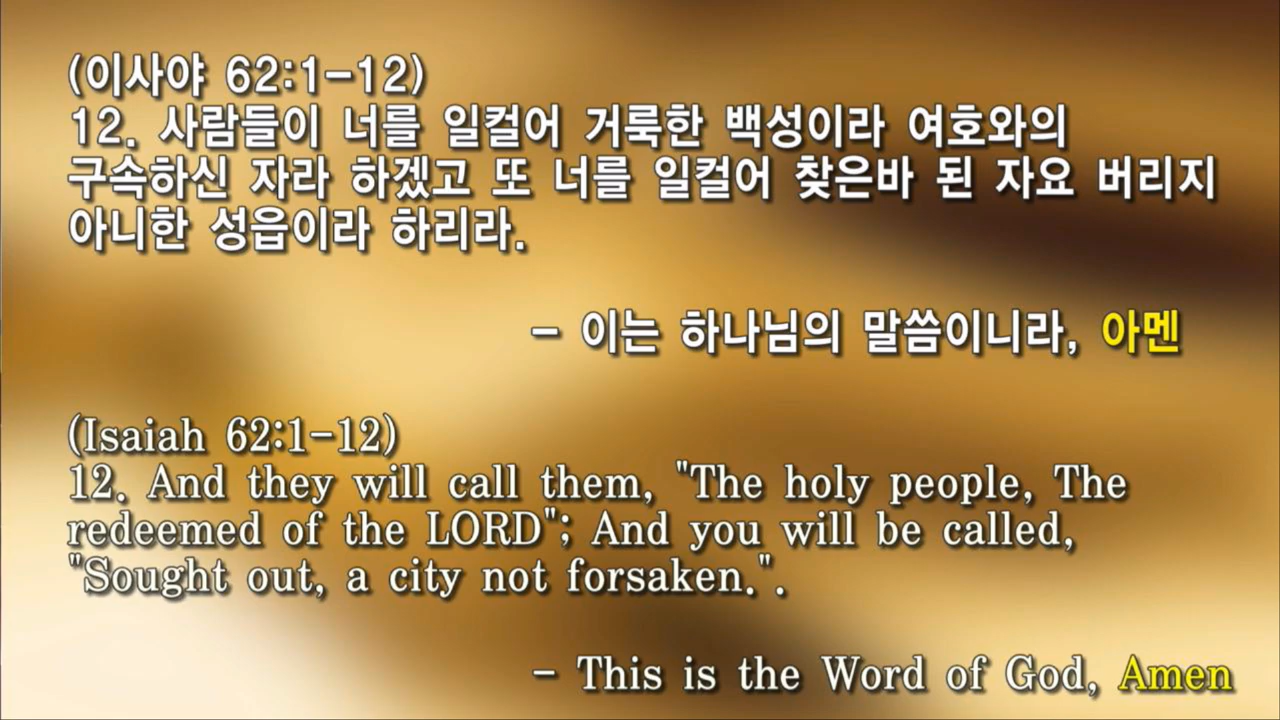 (이사야 62:1-12)
12. 사람들이 너를 일컬어 거룩한 백성이라 여호와의
구속하신 자라 하겠고 또 너를 일컬어 찾은바 된 자요 버리지
아니한 성읍이라 하리라.
- 이는 하나님의 말씀이니라, 아멘
(Isaiah 62:1-12)
12. And they will call them, "The holy people, The
redeemed of the LORD"; And you will be called,
"Sought out, a city not forsaken.".
- This is the Word of God, Amen